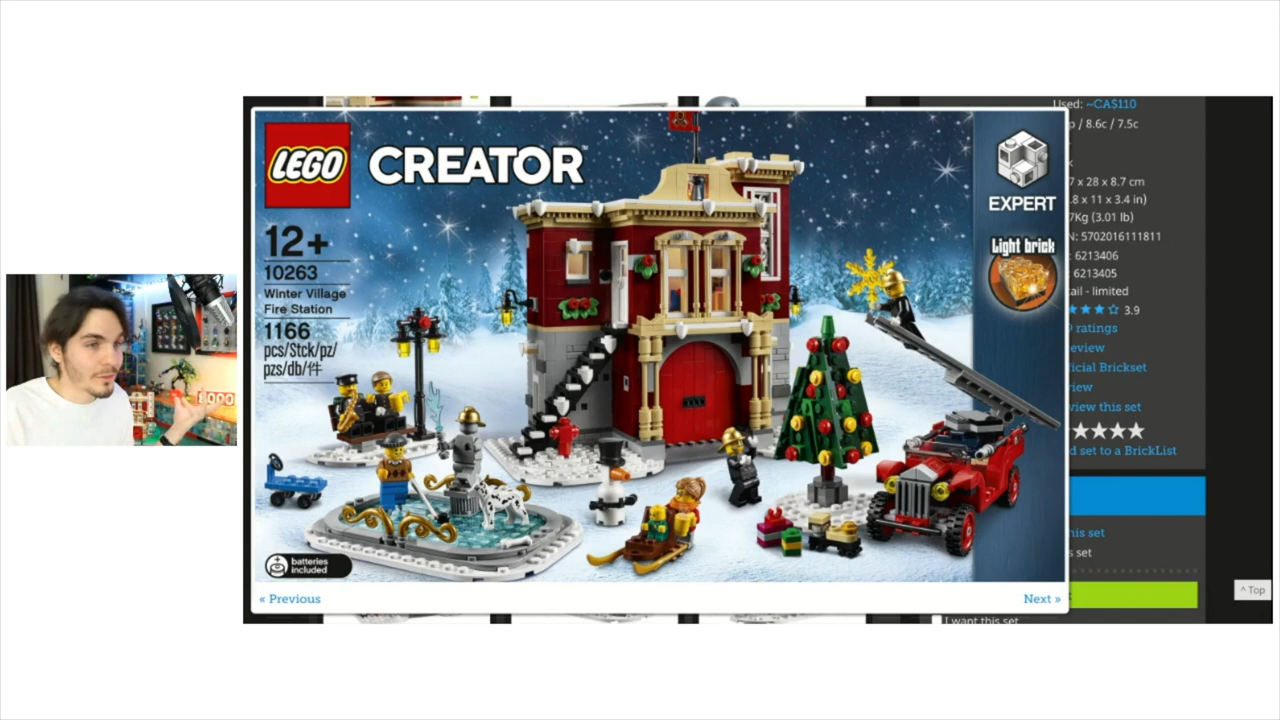 LEGO
CREATOR
12+
10263
Winter Village
Fire Station
1166
pcs/Stck/pz/
pzs/db/件
batteries
included
EXPERT
Light brick
« Previous
Next »
Used: ~CA$110
/ 8.6c / 7.5c
7 x 28 x 8.7 cm
.8 x 11 x 3.4 in)
7Kg (3.01 lb)
N: 5702016111811
: 6213406
6213405
ail - limited
3.9
ratings
eview
ficial Brickset
view
view this set
d set to a BrickList
his set
s set
^ Top
I want this set